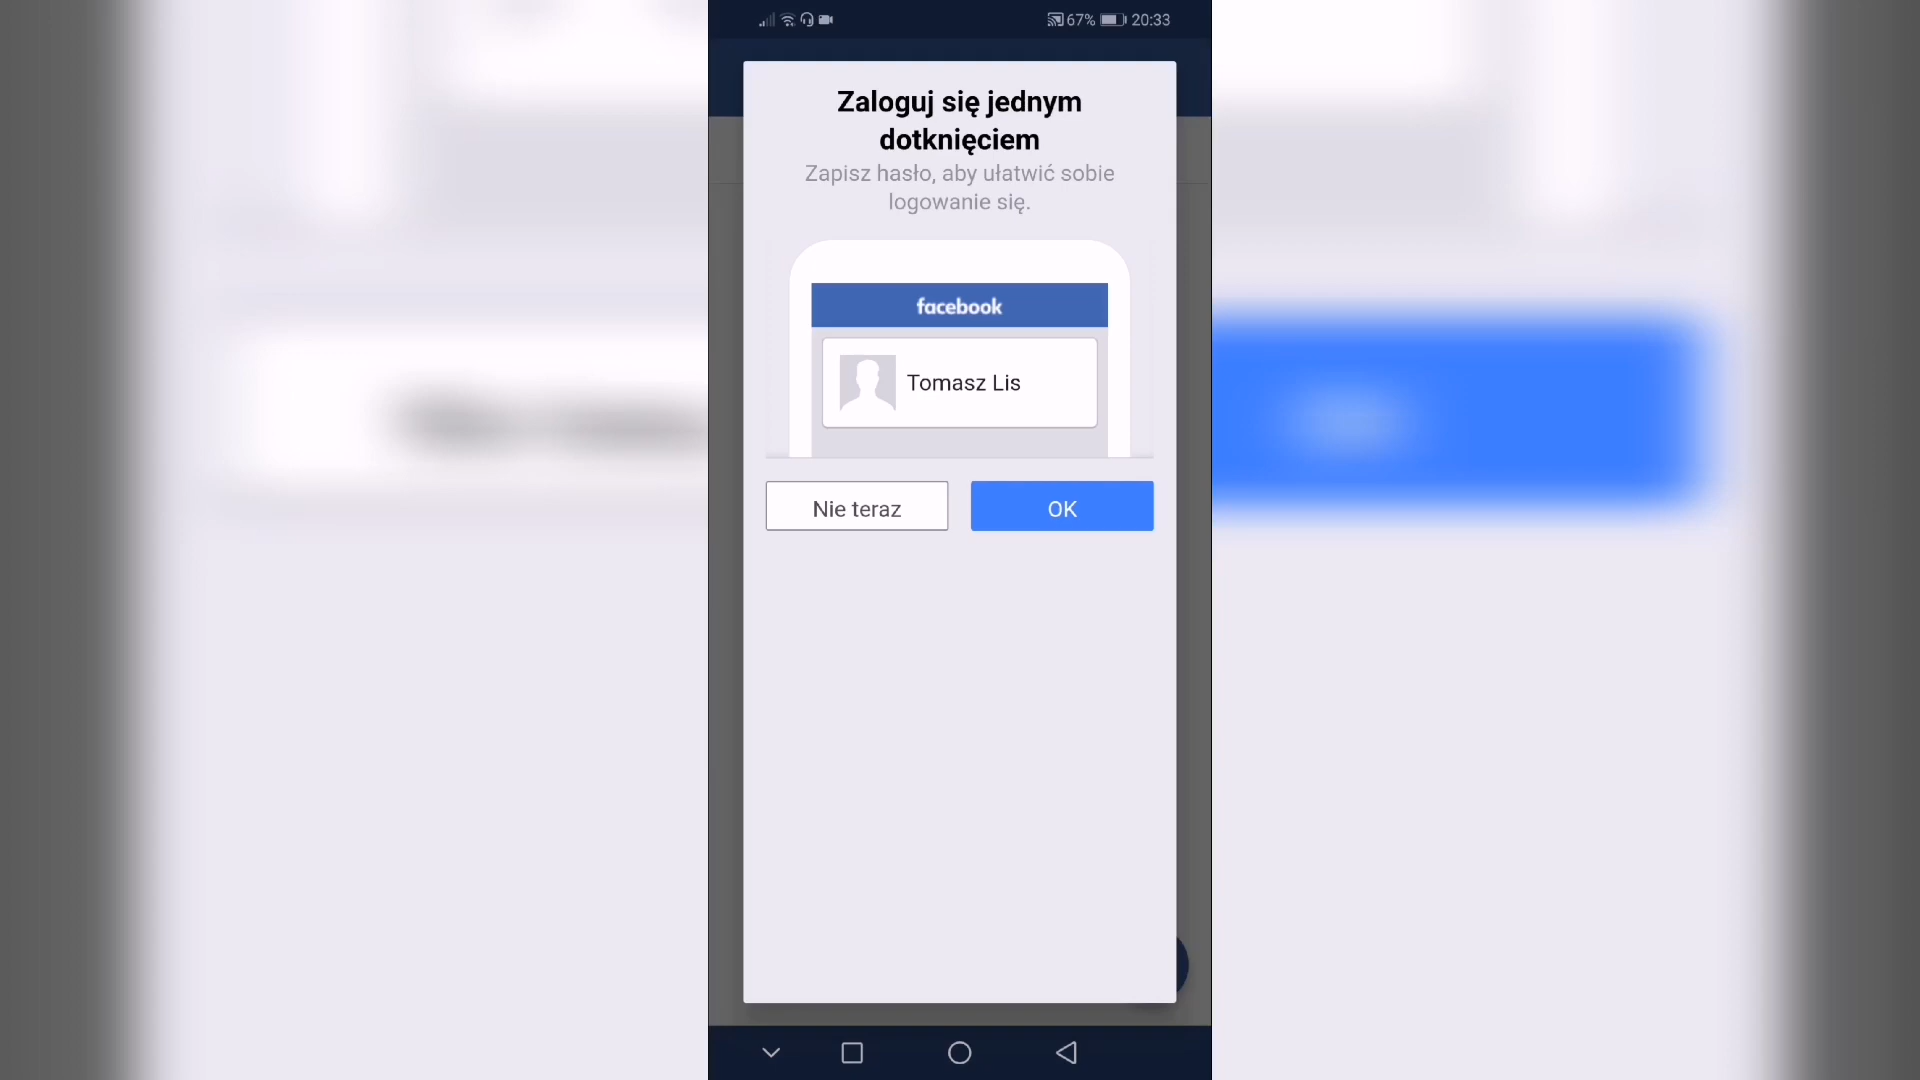 67% 20:33
Zaloguj się jednym
dotknięciem
Zapisz hasło, aby ułatwić sobie
logowanie się.
facebook
Tomasz Lis
Nie teraz OK